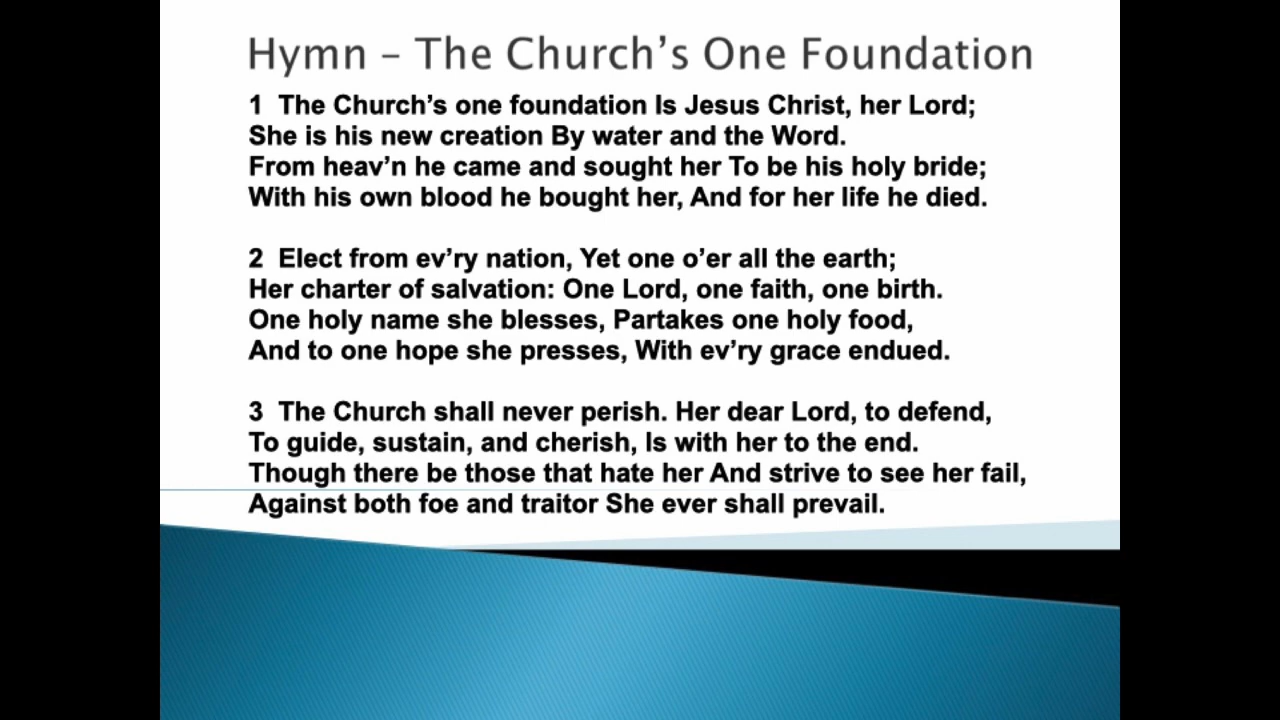 Hymn – The Church’s One Foundation
1 The Church’s one foundation Is Jesus Christ, her Lord;
She is his new creation By water and the Word.
From heav’n he came and sought her To be his holy bride;
With his own blood he bought her, And for her life he died.
2 Elect from ev’ry nation, Yet one o’er all the earth;
Her charter of salvation: One Lord, one faith, one birth.
One holy name she blesses, Partakes one holy food,
And to one hope she presses, With ev’ry grace endued.
3 The Church shall never perish. Her dear Lord, to defend,
To guide, sustain, and cherish, Is with her to the end.
Though there be those that hate her And strive to see her fail,
Against both foe and traitor She ever shall prevail.